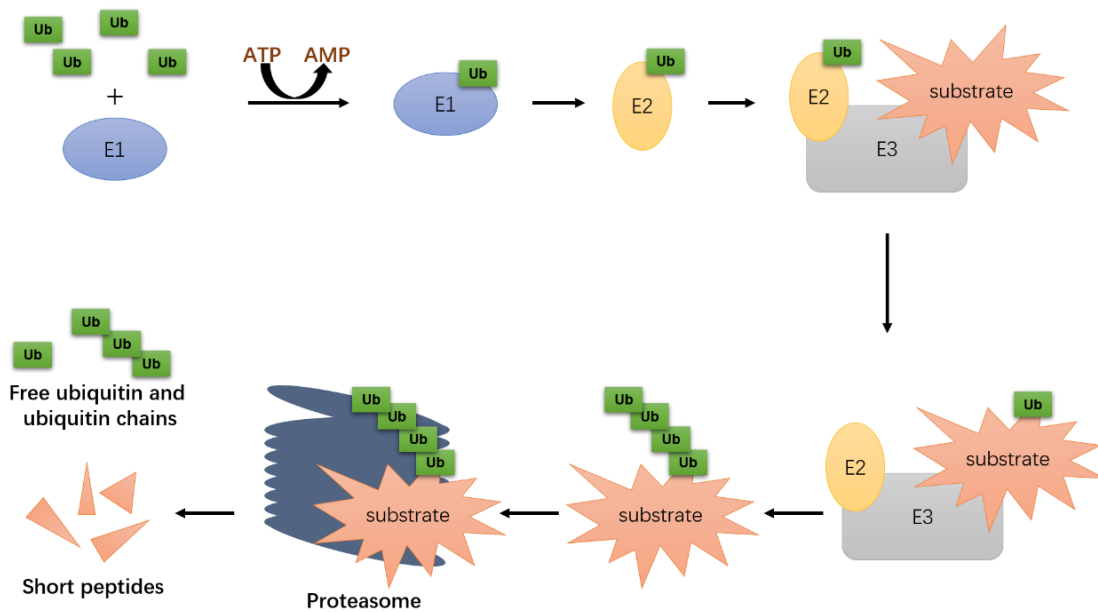 Ub
Ub
Ub
Ub
+
E1
ATP AMP
E1
Ub
E2
Ub
E2
Ub
substrate
E3
Ub
substrate
E2
E3
Ub
Ub
Ub
Ub
substrate
Ub
Ub
Ub
Ub
substrate
Proteasome
Ub
Ub
Ub
Ub
Free ubiquitin and
ubiquitin chains
Short peptides